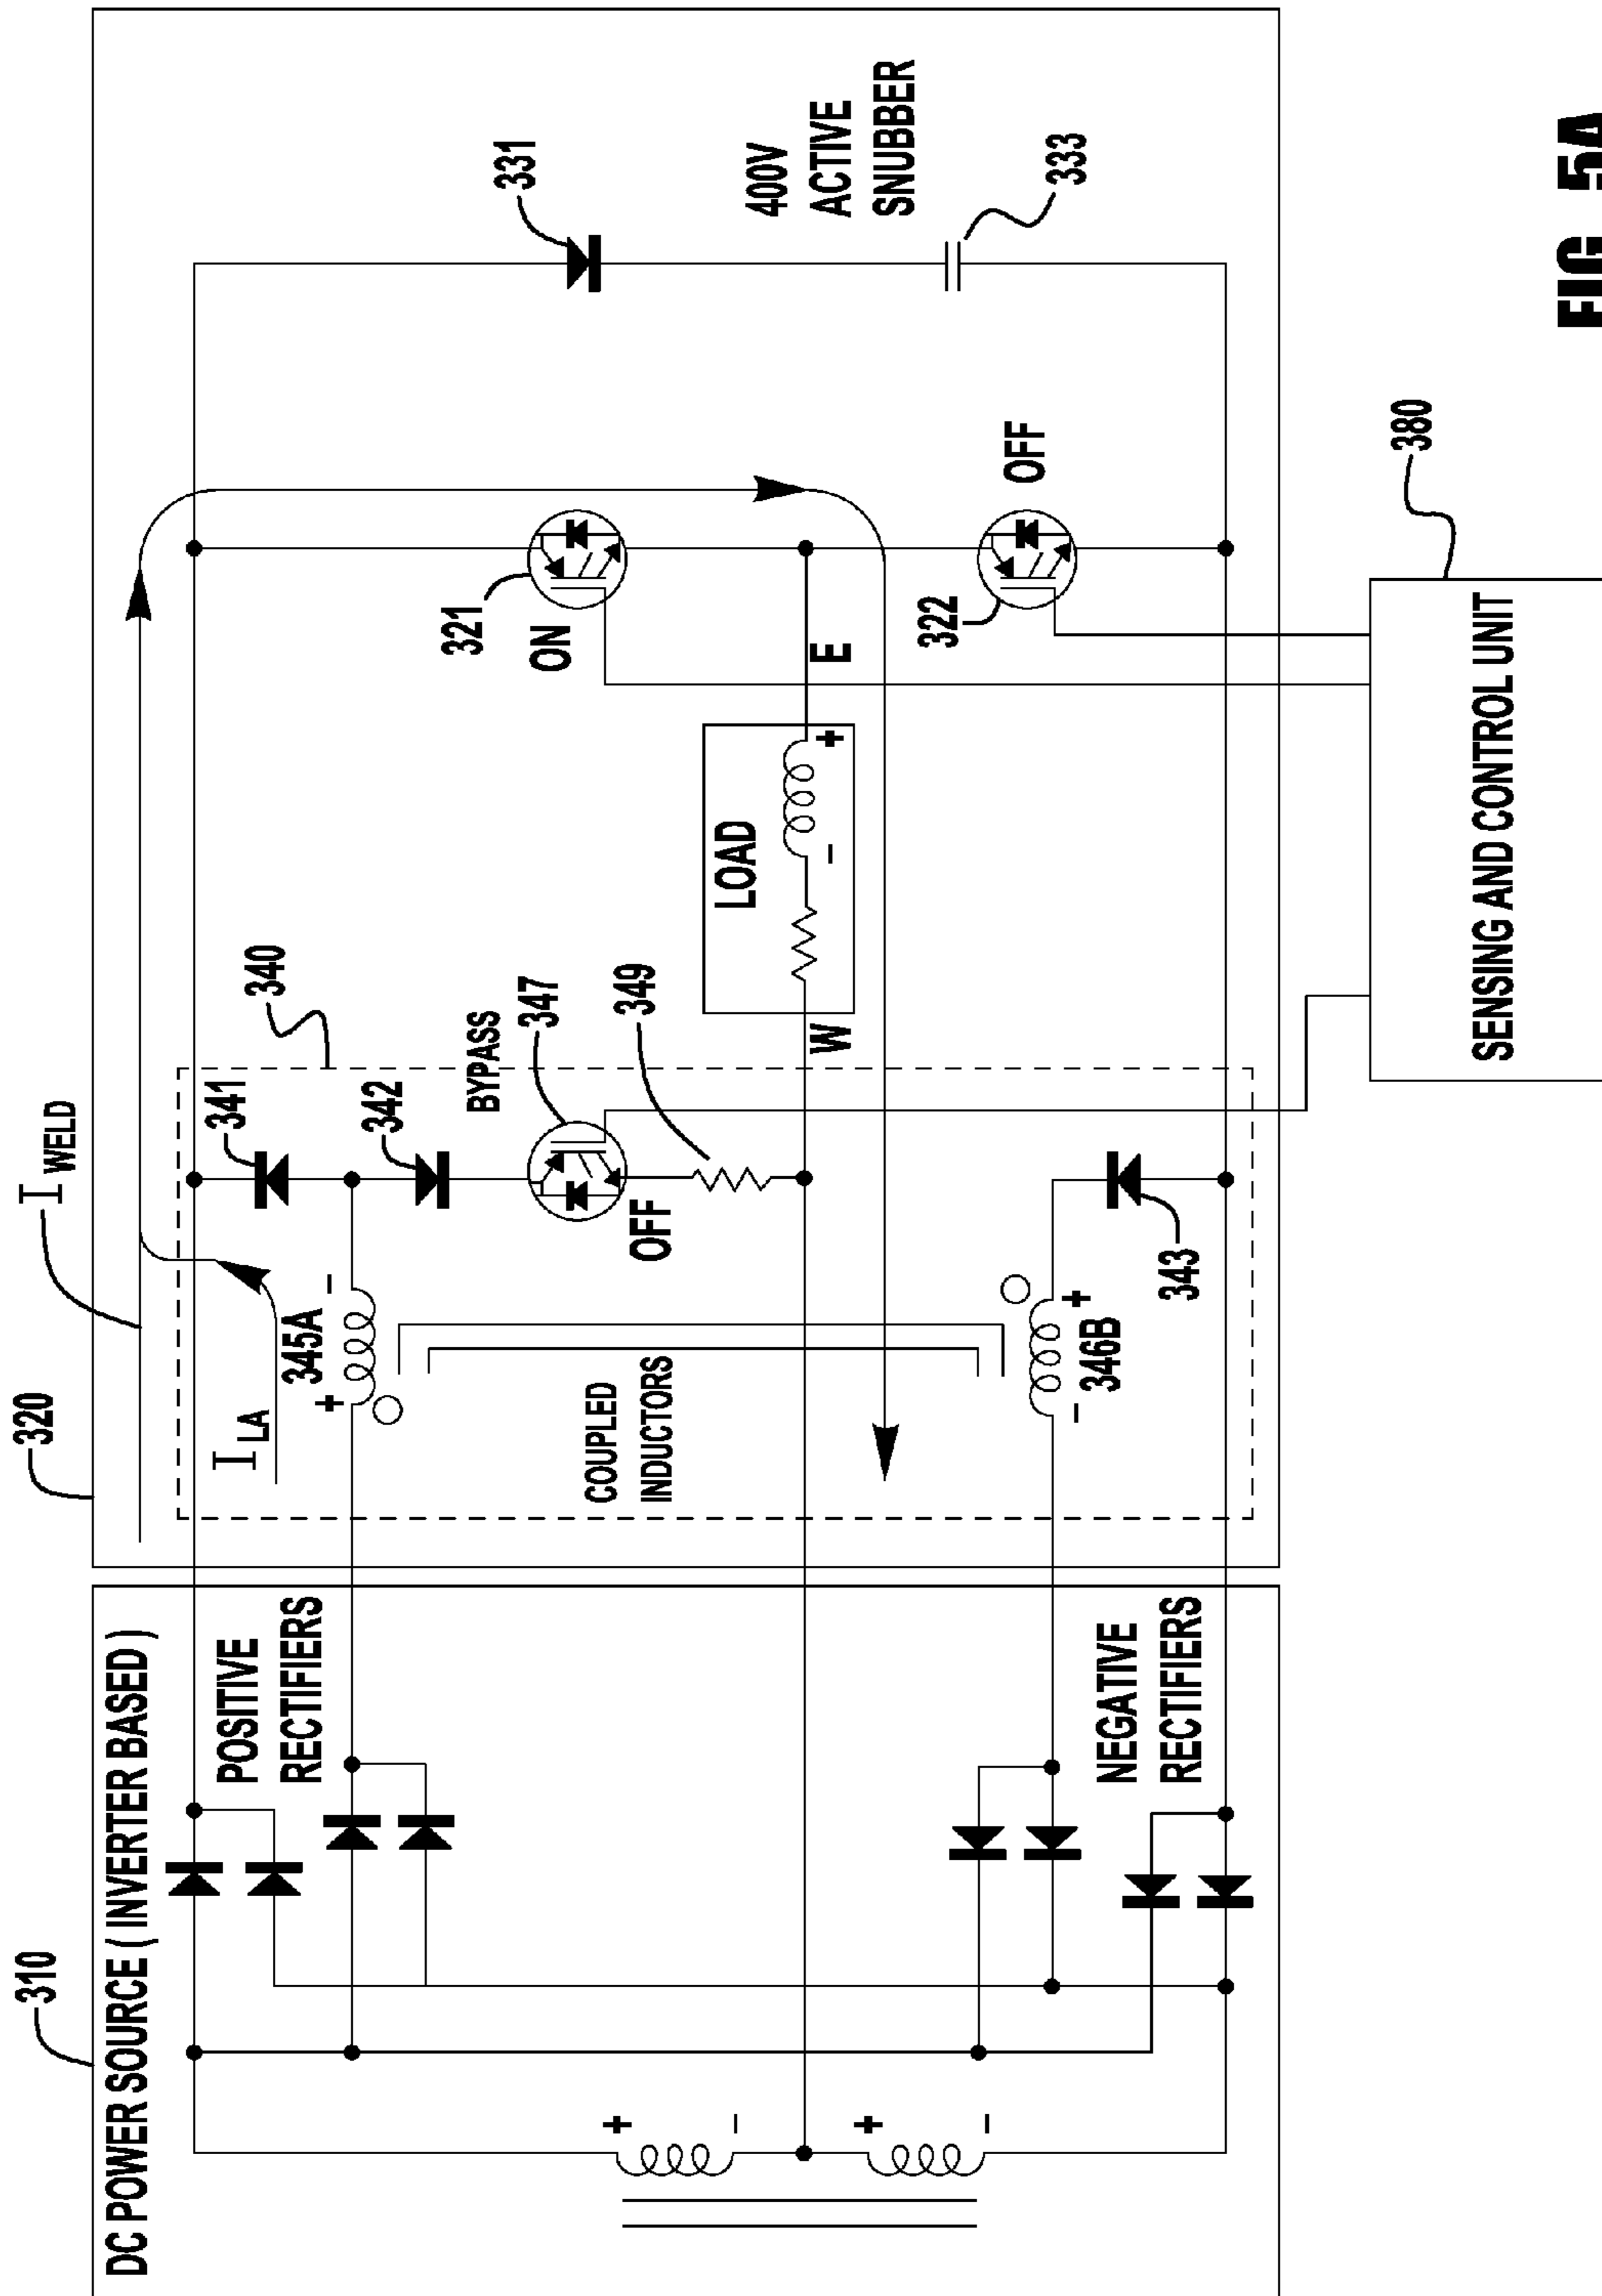 310
DC POWER SOURCE ( INVERTER BASED )
POSITIVE
RECTIFIERS
NEGATIVE
RECTIFIERS
+
-
+
-
320
I WELD
I LA
345A
+
-
341
342
340
BYPASS
347
OFF
349
COUPLED
INDUCTORS
346B
-
+
343
W
LOAD
-
+
E
321
ON
322
OFF
331
400V
ACTIVE
SNUBBER
333
380
SENSING AND CONTROL UNIT
FIG. 5A